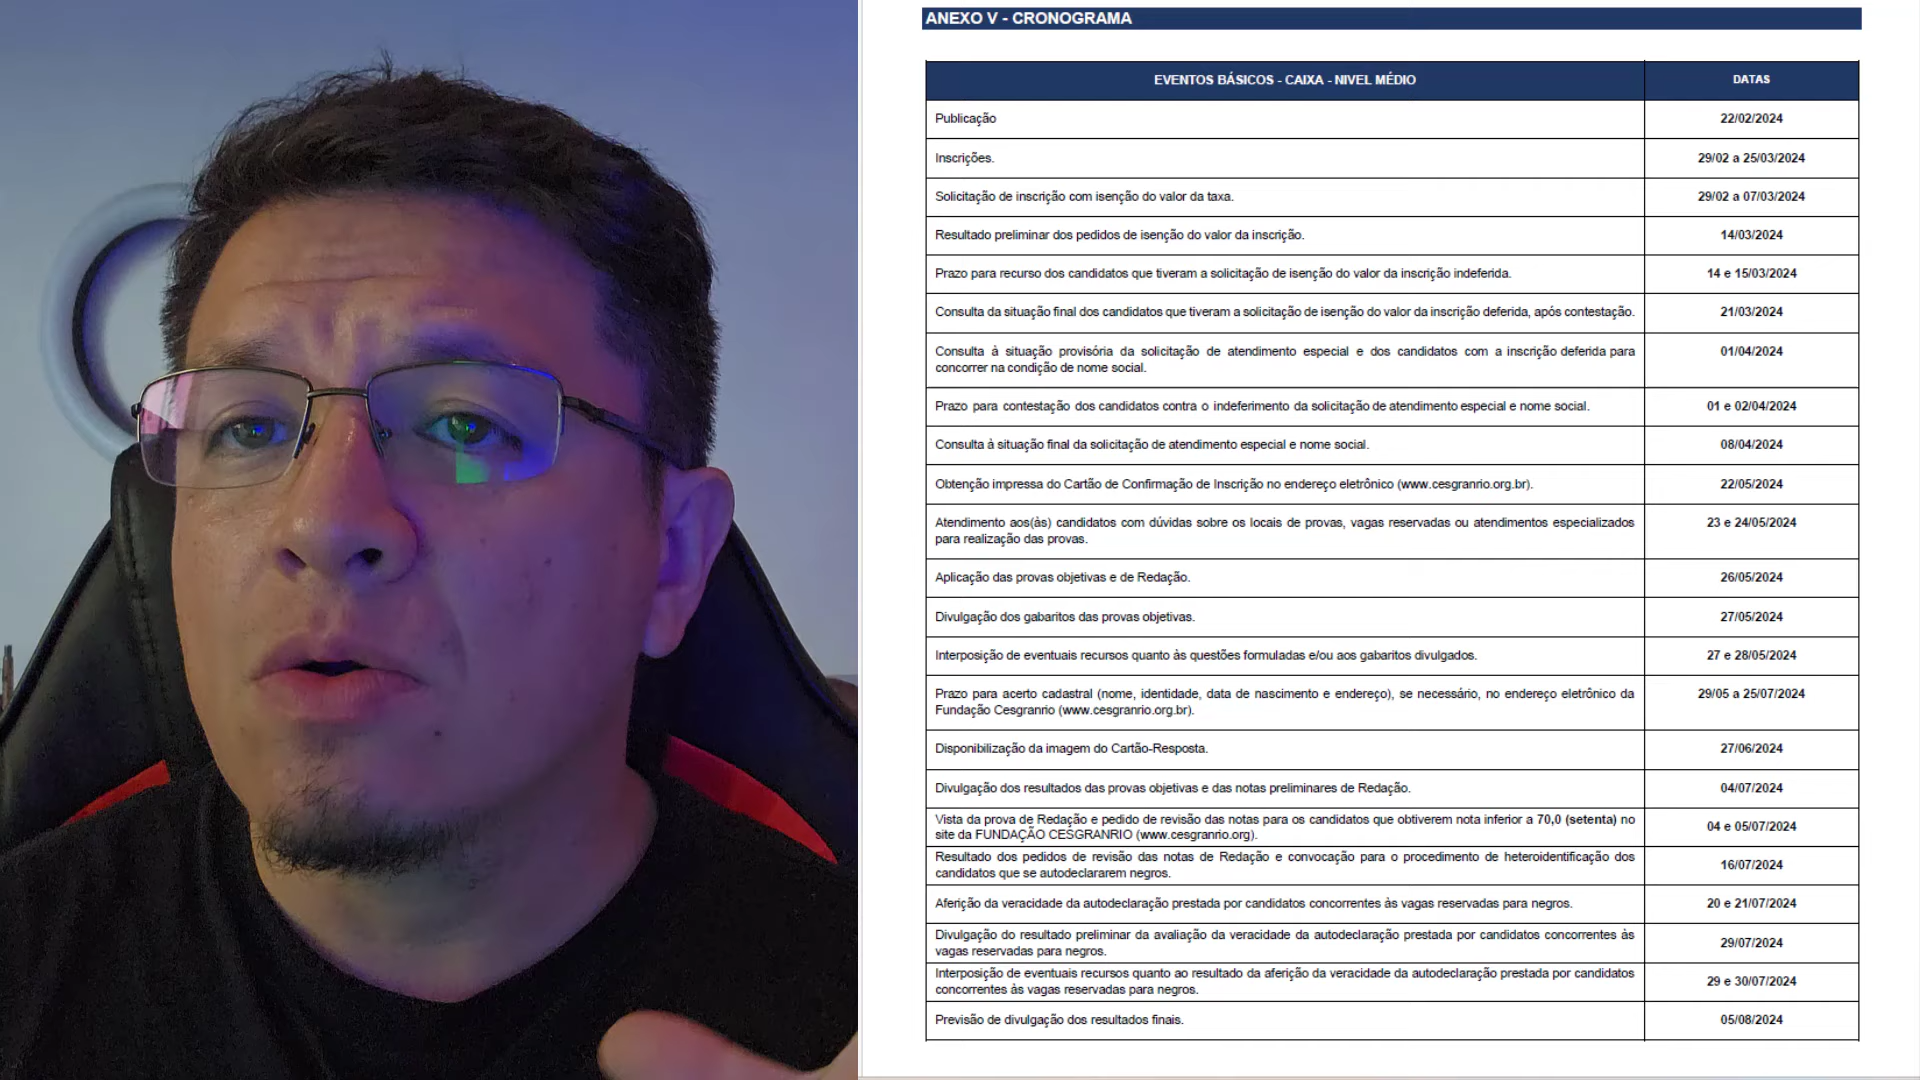 ANEXO V - CRONOGRAMA
EVENTOS BÁSICOS - CAIXA - NIVEL MÉDIO DATAS
Publicação 22/02/2024
Inscrições. 29/02 a 25/03/2024
Solicitação de inscrição com isenção do valor da taxa. 29/02 a 07/03/2024
Resultado preliminar dos pedidos de isenção do valor da inscrição. 14/03/2024
Prazo para recurso dos candidatos que tiveram a solicitação de isenção do valor da inscrição indeferida. 14 e 15/03/2024
Consulta da situação final dos candidatos que tiveram a solicitação de isenção do valor da inscrição deferida, após contestação. 21/03/2024
Consulta à situação provisória da solicitação de atendimento especial e dos candidatos com a inscrição deferida para 01/04/2024
concorrer na condição de nome social.
Prazo para contestação dos candidatos contra o indeferimento da solicitação de atendimento especial e nome social. 01 e 02/04/2024
Consulta à situação final da solicitação de atendimento especial e nome social. 08/04/2024
Obtenção impressa do Cartão de Confirmação de Inscrição no endereço eletrônico (www.cesgranrio.org.br). 22/05/2024
Atendimento aos(às) candidatos com dúvidas sobre os locais de provas, vagas reservadas ou atendimentos especializados 23 e 24/05/2024
para realização das provas.
Aplicação das provas objetivas e de Redação. 26/05/2024
Divulgação dos gabaritos das provas objetivas. 27/05/2024
Interposição de eventuais recursos quanto às questões formuladas e/ou aos gabaritos divulgados. 27 e 28/05/2024
Prazo para acerto cadastral (nome, identidade, data de nascimento e endereço), se necessário, no endereço eletrônico da 29/05 a 25/07/2024
Fundação Cesgranrio (www.cesgranrio.org.br).
Disponibilização da imagem do Cartão-Resposta. 27/06/2024
Divulgação dos resultados das provas objetivas e das notas preliminares de Redação. 04/07/2024
Vista da prova de Redação e pedido de revisão das notas para os candidatos que obtiverem nota inferior a 70,0 (setenta) no 04 e 05/07/2024
site da FUNDAÇÃO CESGRANRIO (www.cesgranrio.org).
Resultado dos pedidos de revisão das notas de Redação e convocação para o procedimento de heteroidentificação dos 16/07/2024
candidatos que se autodeclararem negros.
Aferição da veracidade da autodeclaração prestada por candidatos concorrentes às vagas reservadas para negros. 20 e 21/07/2024
Divulgação do resultado preliminar da avaliação da veracidade da autodeclaração prestada por candidatos concorrentes às 29/07/2024
vagas reservadas para negros.
Interposição de eventuais recursos quanto ao resultado da aferição da veracidade da autodeclaração prestada por candidatos 29 e 30/07/2024
concorrentes às vagas reservadas para negros.
Previsão de divulgação dos resultados finais. 05/08/2024